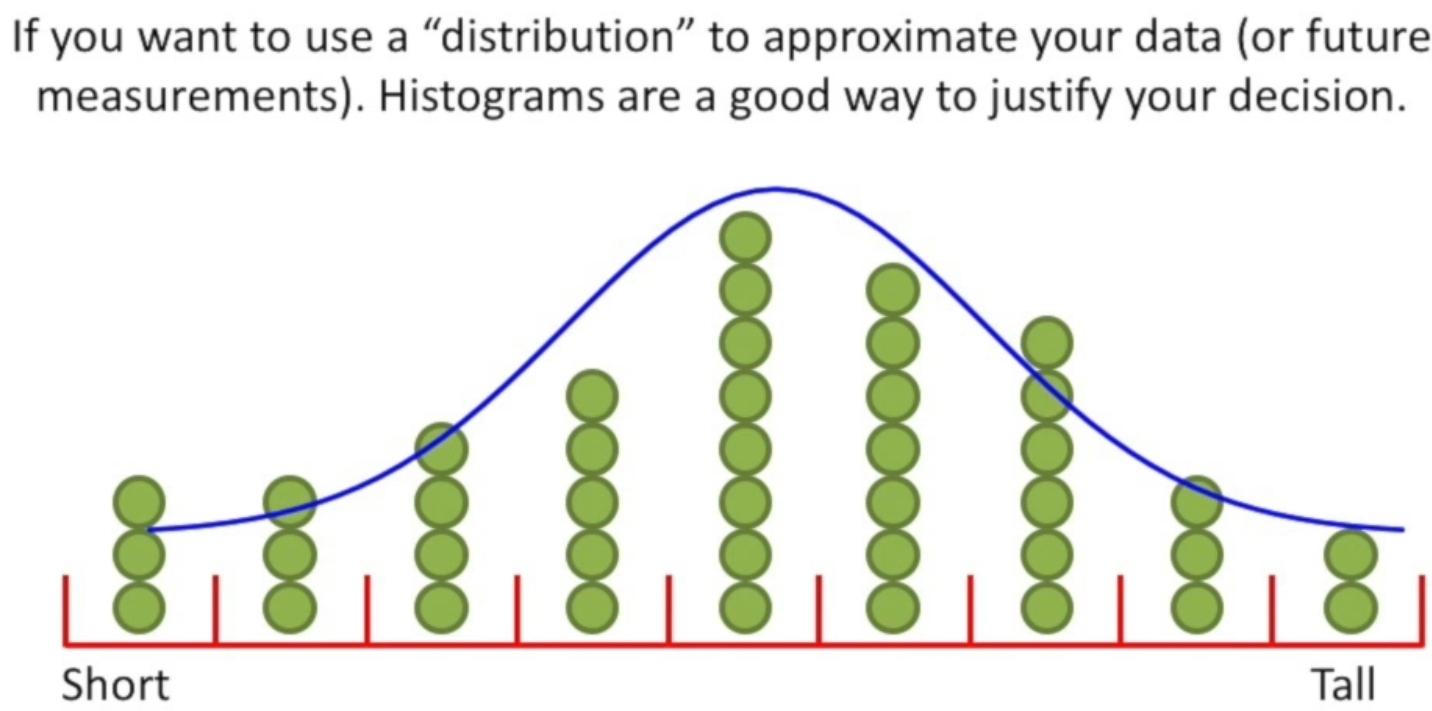 If you want to use a “distribution” to approximate your data (or future
measurements). Histograms are a good way to justify your decision.
Short
Tall